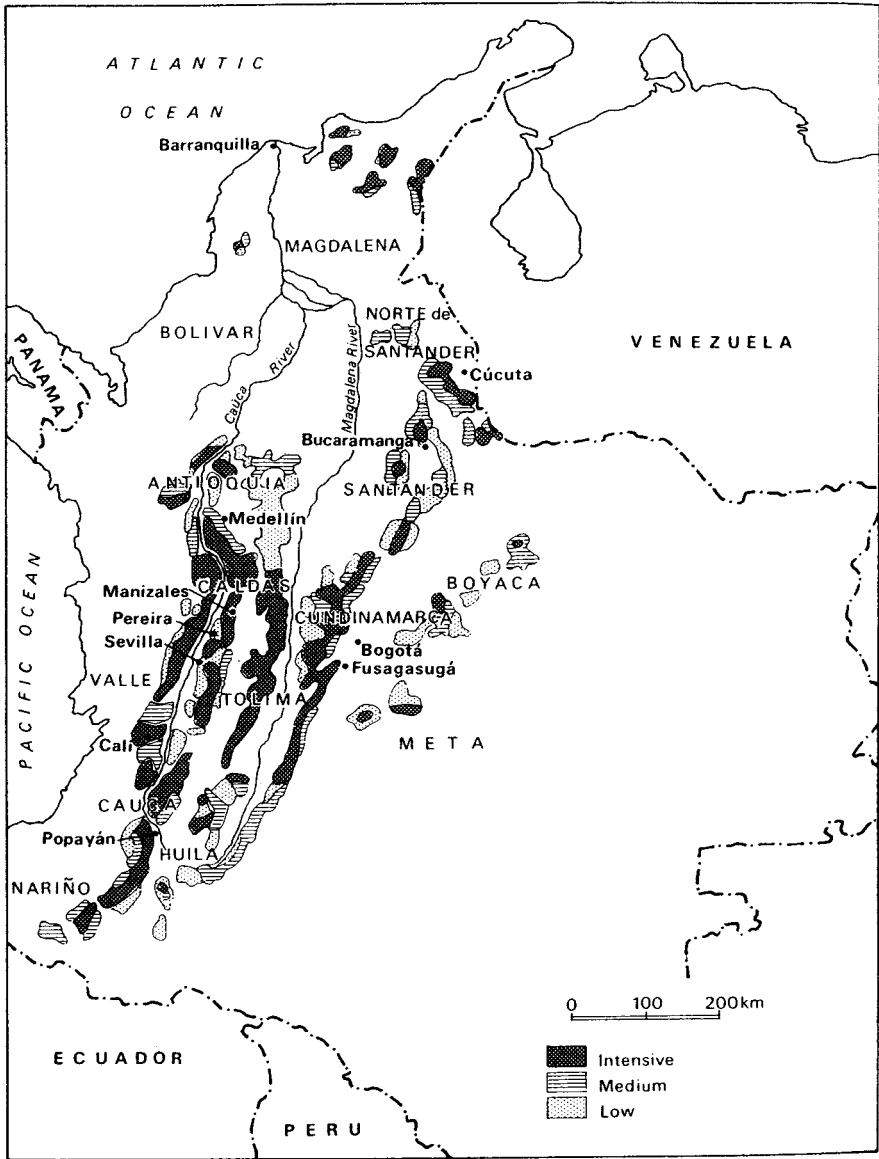 ATLANTIC
OCEAN
Barranquilla
MAGDALENA
BOLIVAR
Cauca River
Magdalena River
NORTE de
SANTANDER
Cúcuta
VENEZUELA
PANAMA
Bucaramanga
ANTIOQUIA
SANTANDER
Medellín
CALDAS
Manizales
BOYACA
Pereira
CUNDINAMARCA
Sevilla
Bogotá
Fusagasugá
VALLE
TOLIMA
PACIFIC OCEAN
META
Cali
CAUCA
Popayán
HUILA
NARIÑO
0 100 200km
ECUADOR
Intensive
Medium
Low
PERU